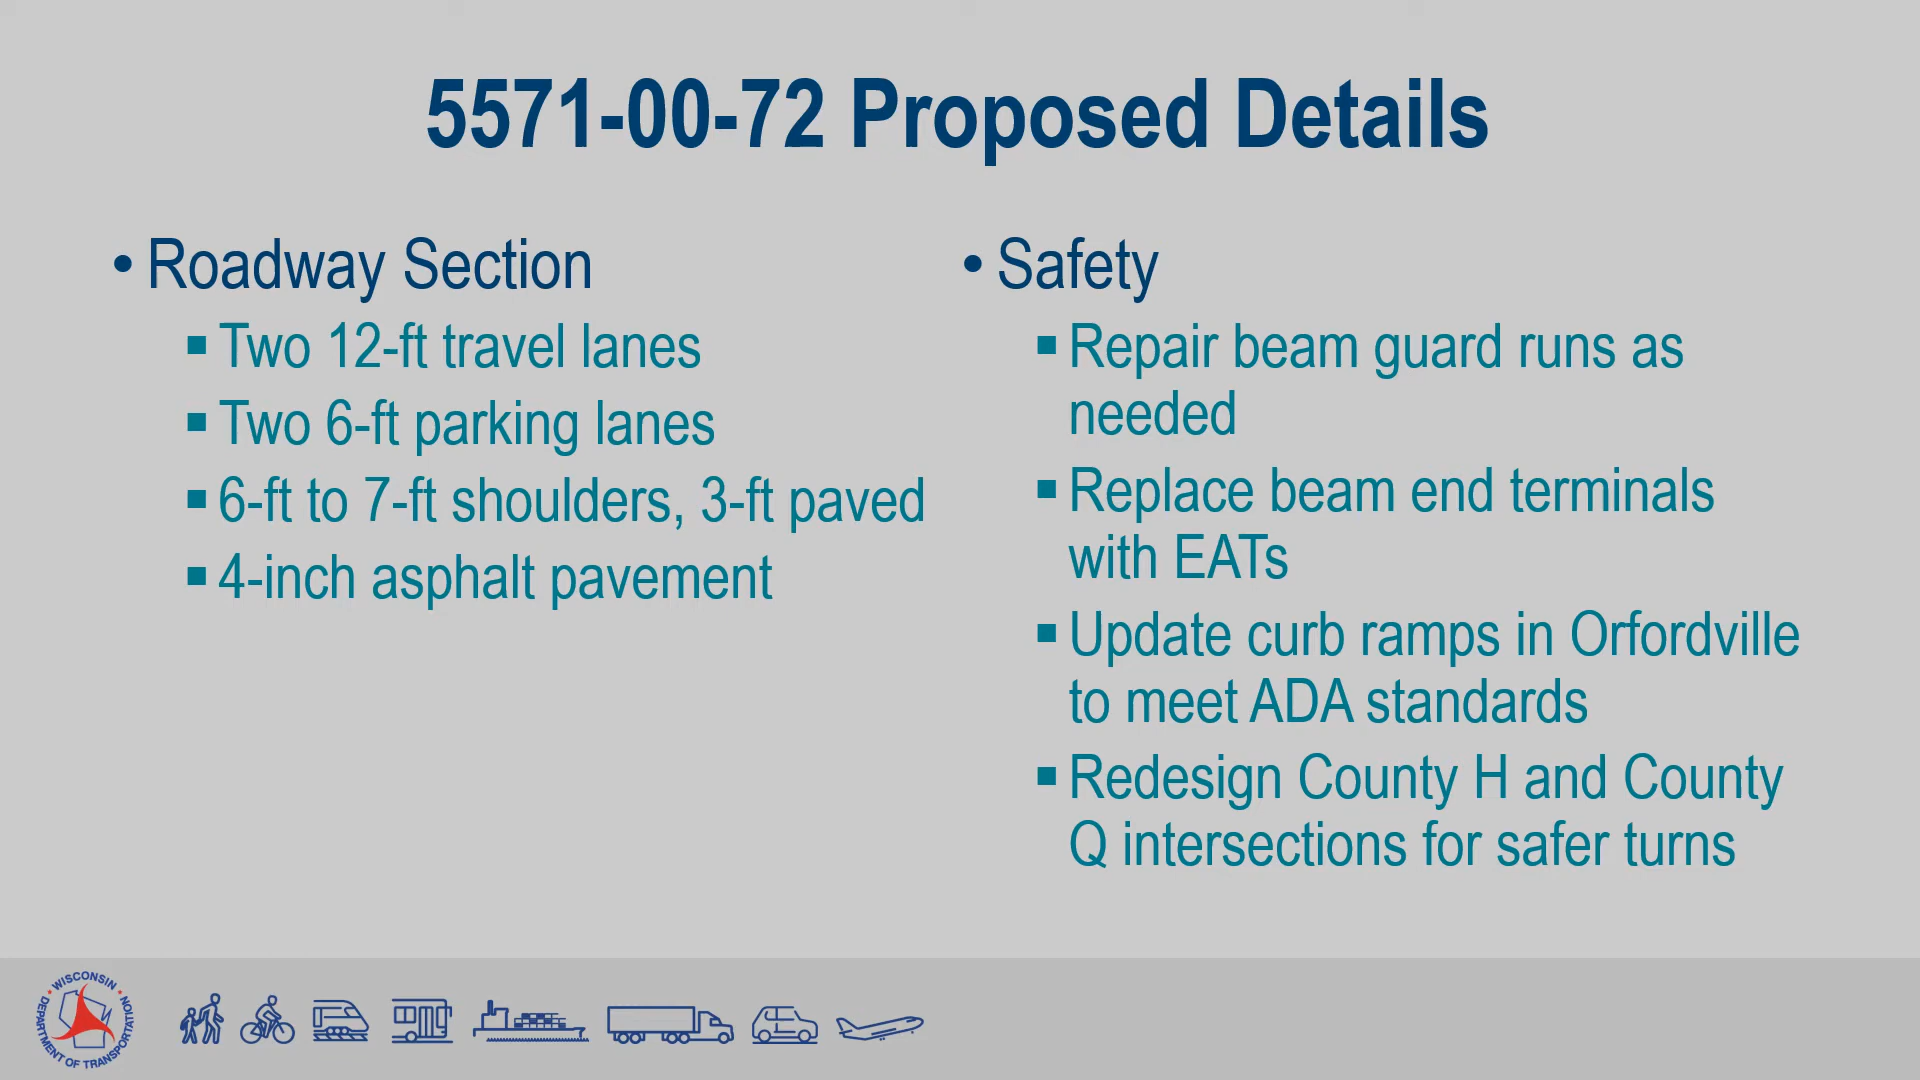 5571-00-72 Proposed Details
• Roadway Section
▪ Two 12-ft travel lanes
▪ Two 6-ft parking lanes
▪ 6-ft to 7-ft shoulders, 3-ft paved
▪ 4-inch asphalt pavement
• Safety
▪ Repair beam guard runs as
needed
▪ Replace beam end terminals
with EATs
▪ Update curb ramps in Orfordville
to meet ADA standards
▪ Redesign County H and County
Q intersections for safer turns
WISCONSIN
DEPARTMENT OF TRANSPORTATION